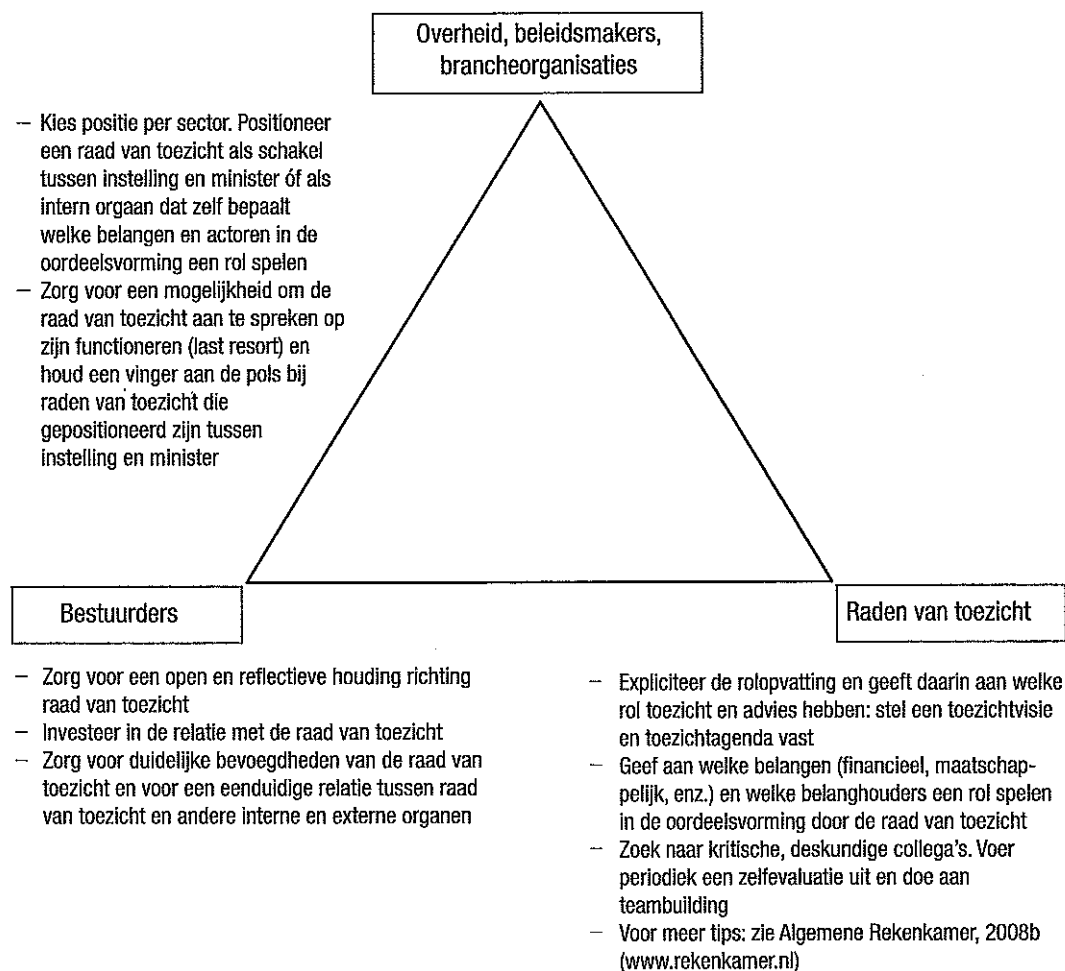 Overheid, beleidsmakers,
brancheorganisaties
– Kies positie per sector. Positioneer
een raad van toezicht als schakel
tussen instelling en minister óf als
intern orgaan dat zelf bepaalt
welke belangen en actoren in de
oordeelsvorming een rol spelen
– Zorg voor een mogelijkheid om de
raad van toezicht aan te spreken op
zijn functioneren (last resort) en
houd een vinger aan de pols bij
raden van toezicht die
gepositioneerd zijn tussen
instelling en minister
Bestuurders
– Zorg voor een open en reflectieve houding richting
raad van toezicht
– Investeer in de relatie met de raad van toezicht
– Zorg voor duidelijke bevoegdheden van de raad van
toezicht en voor een eenduidige relatie tussen raad
van toezicht en andere interne en externe organen
Raden van toezicht
– Expliciteer de rolopvatting en geeft daarin aan welke
rol toezicht en advies hebben: stel een toezichtvisie
en toezichtagenda vast
– Geef aan welke belangen (financieel, maatschap-
pelijk, enz.) en welke belanghouders een rol spelen
in de oordeelsvorming door de raad van toezicht
– Zoek naar kritische, deskundige collega's. Voer
periodiek een zelfevaluatie uit en doe aan
teambuilding
– Voor meer tips: zie Algemene Rekenkamer, 2008b
(www.rekenkamer.nl)